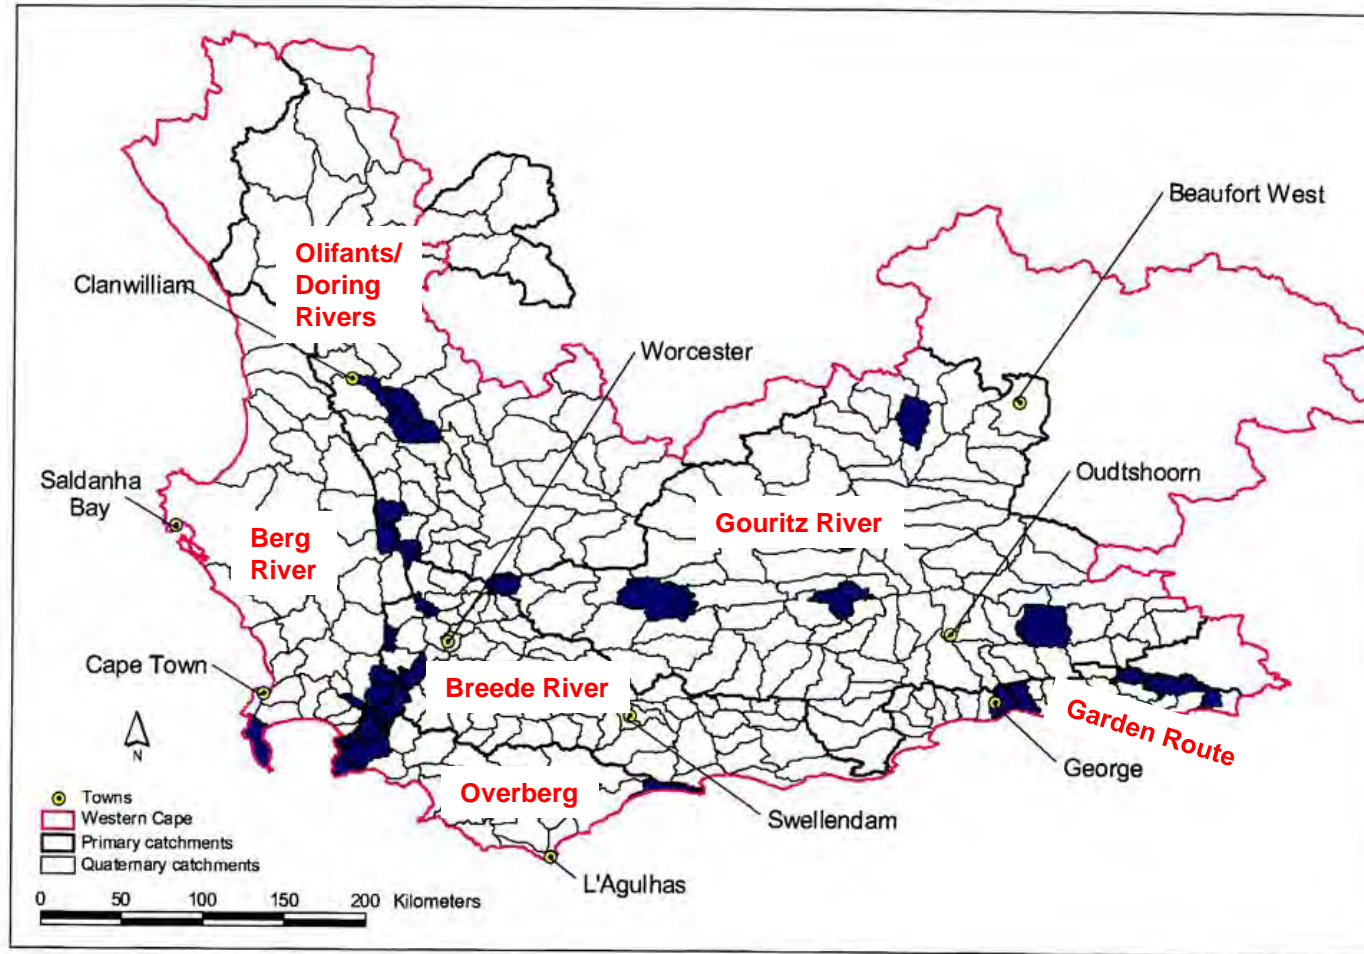 Beaufort West
Olifants/
Doring
Rivers
Clanwilliam
Worcester
Oudtshoorn
Saldanha
Bay
Gouritz River
Berg
River
Cape Town
Breede River
Garden Route
N
George
Overberg
Swellendam
L'Agulhas
Towns
Western Cape
Primary catchments
Quaternary catchments
0 50 100 150 200 Kilometers